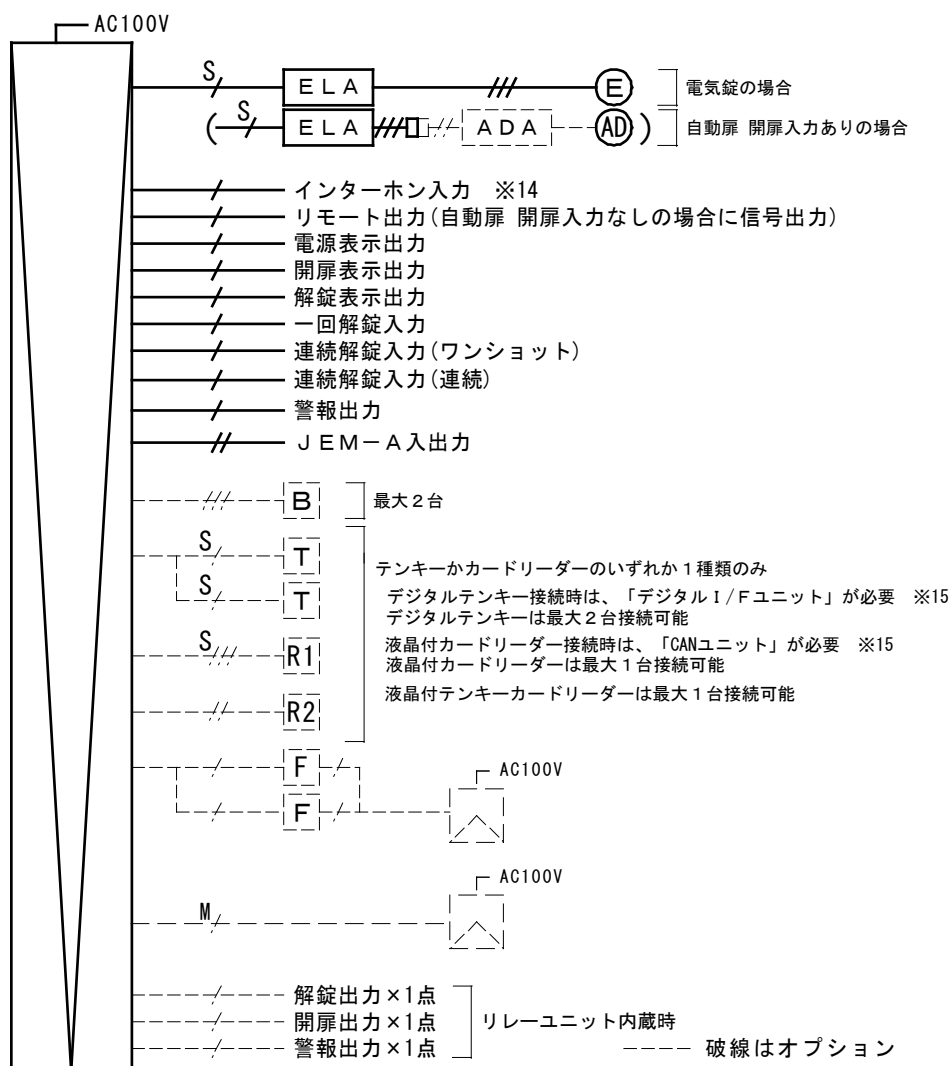 AC100V
S ELA E 電気錠の場合
( S ELA ADA AD ) 自動扉 開扉入力ありの場合
インターホン入力 ※14
リモート出力(自動扉 開扉入力なしの場合に信号出力)
電源表示出力
開扉表示出力
解錠表示出力
一回解錠入力
連続解錠入力(ワンショット)
連続解錠入力(連続)
警報出力
JEM-A入出力
B 最大2台
S T
テンキーかカードリーダーのいずれか1種類のみ
S T
デジタルテンキー接続時は、「デジタルI/Fユニット」が必要 ※15
デジタルテンキーは最大2台接続可能
S R1
液晶付カードリーダー接続時は、「CANユニット」が必要 ※15
液晶付カードリーダーは最大1台接続可能
液晶付テンキーカードリーダーは最大1台接続可能
R2
F AC100V
F
AC100V
M
解錠出力×1点
開扉出力×1点 リレーユニット内蔵時
警報出力×1点
---- 破線はオプション